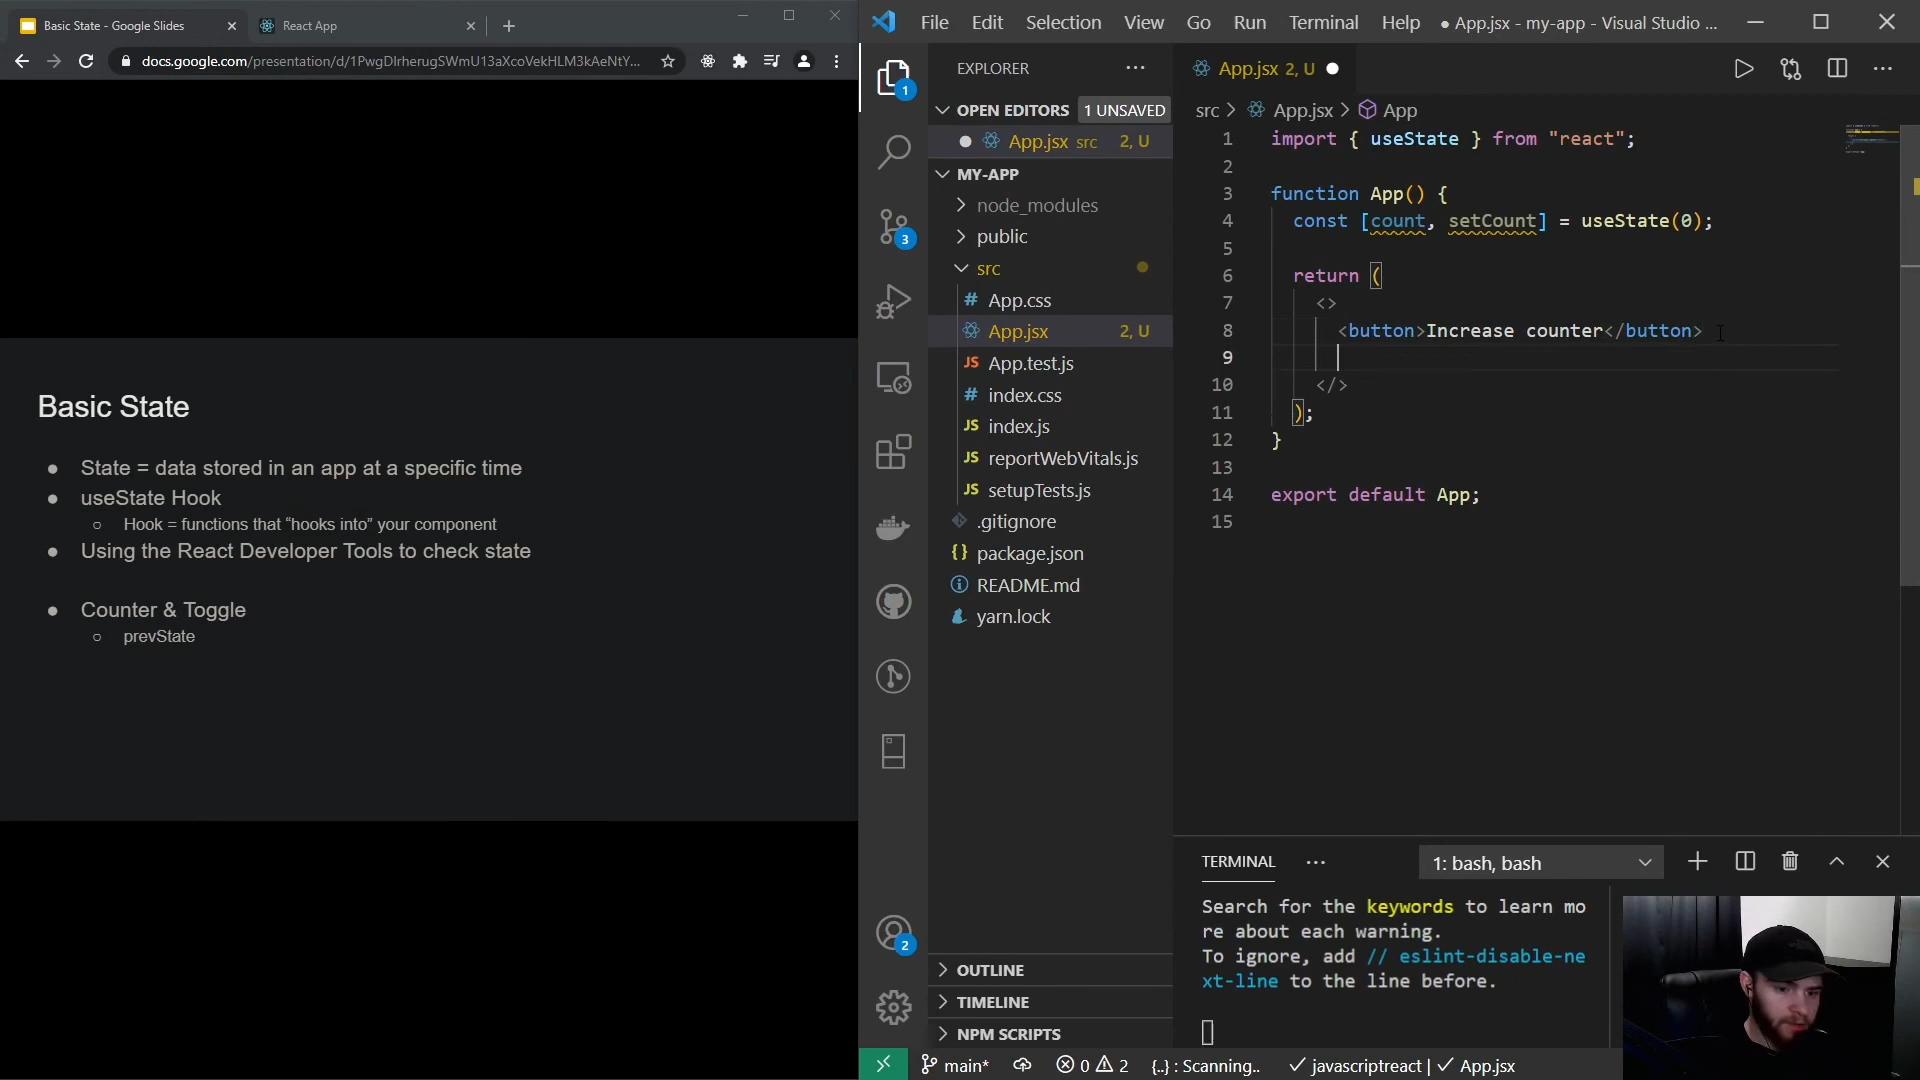 Basic State - Google Slides
React App
docs.google.com/presentation/d/1PwgDIrherugSWmU13aXcoVekHLM3kAeNtY...
Basic State
State = data stored in an app at a specific time
useState Hook
Hook = functions that “hooks into” your component
Using the React Developer Tools to check state
Counter & Toggle
prevState
File Edit Selection View Go Run Terminal Help ● App.jsx - my-app - Visual Studio ...
EXPLORER
1
3
2
OPEN EDITORS 1 UNSAVED
App.jsx src 2, U
MY-APP
node_modules
public
src
# App.css
App.jsx 2, U
JS App.test.js
# index.css
JS index.js
JS reportWebVitals.js
JS setupTests.js
.gitignore
{} package.json
README.md
yarn.lock
OUTLINE
TIMELINE
NPM SCRIPTS
App.jsx 2, U
src > App.jsx > App
1 import { useState } from "react";
2
3 function App() {
4 const [count, setCount] = useState(0);
5
6 return (
7 <>
8 <button>Increase counter</button>
9
10 </>
11 );
12 }
13
14 export default App;
15
TERMINAL
1: bash, bash
Search for the keywords to learn mo
re about each warning.
To ignore, add // eslint-disable-ne
xt-line to the line before.
main* 0 2 {..} : Scanning.. ✓ javascriptreact | ✓ App.jsx